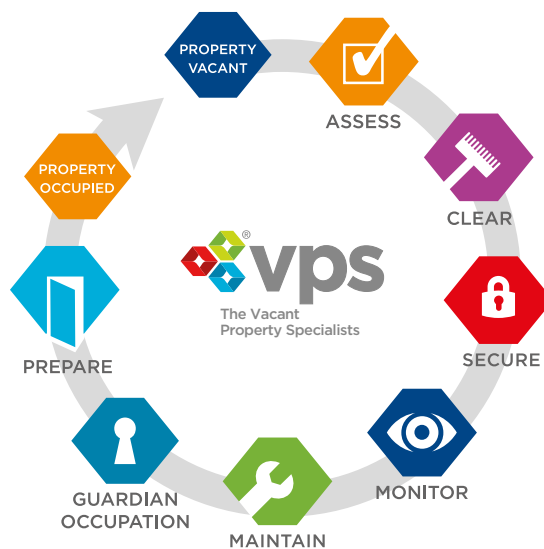 PROPERTY
VACANT
ASSESS
CLEAR
SECURE
MONITOR
MAINTAIN
GUARDIAN
OCCUPATION
PREPARE
PROPERTY
OCCUPIED
vps®
The Vacant
Property Specialists